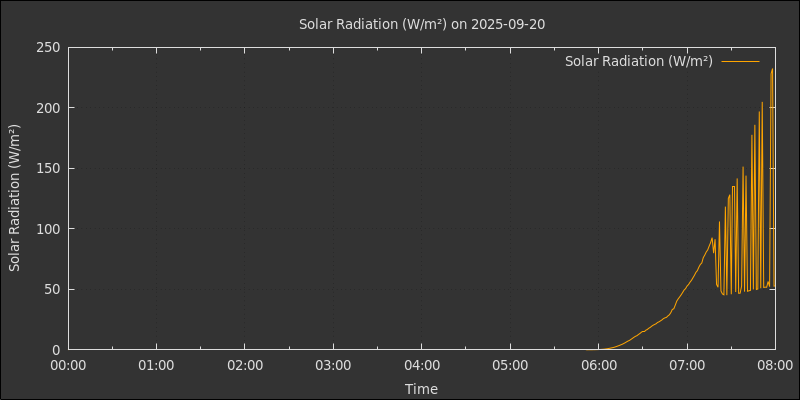 Solar Radiation (W/m²) on 2025-09-20
Solar Radiation (W/m²)
250
200
150
100
50
0
Solar Radiation (W/m²)
00:00 01:00 02:00 03:00 04:00 05:00 06:00 07:00 08:00
Time